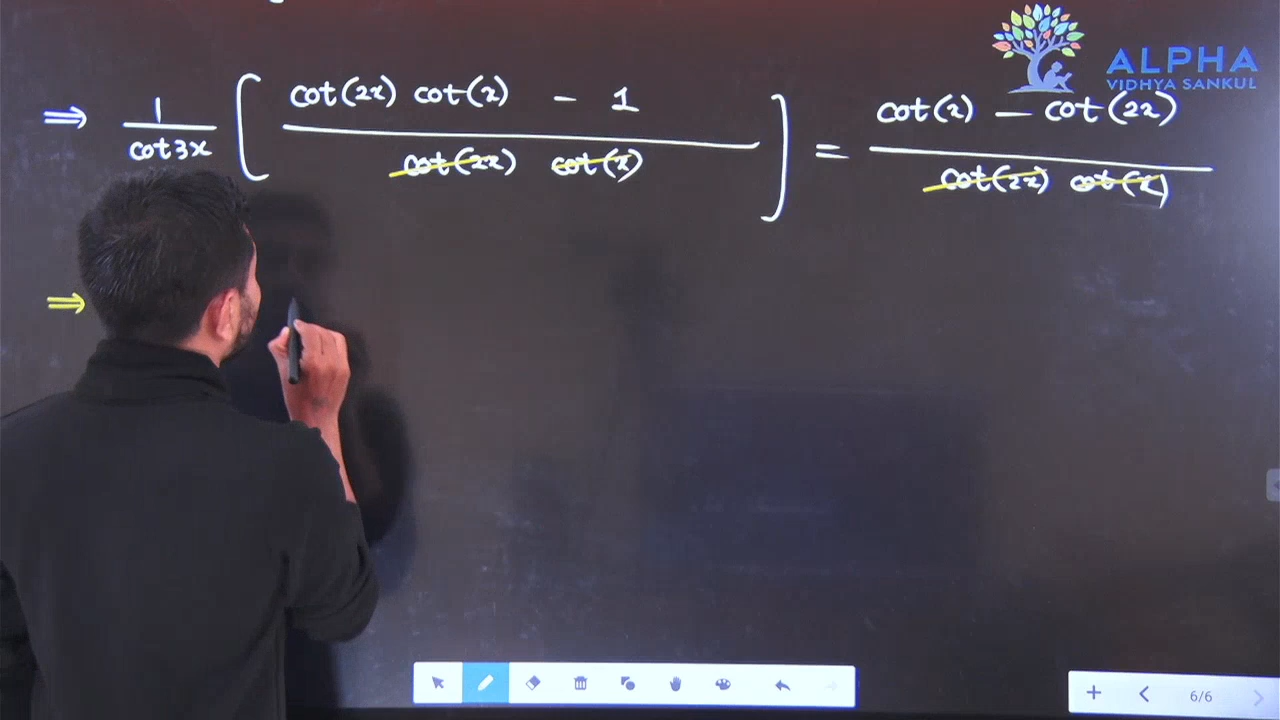 ALPHA
VIDHYA SANKUL
⇒ 1/cot3x [ (cot(2x) cot(x) - 1) / (cot(2x) cot(x)) ] = (cot(x) - cot(2x)) / (cot(2x) cot(x))
⇒
6/6